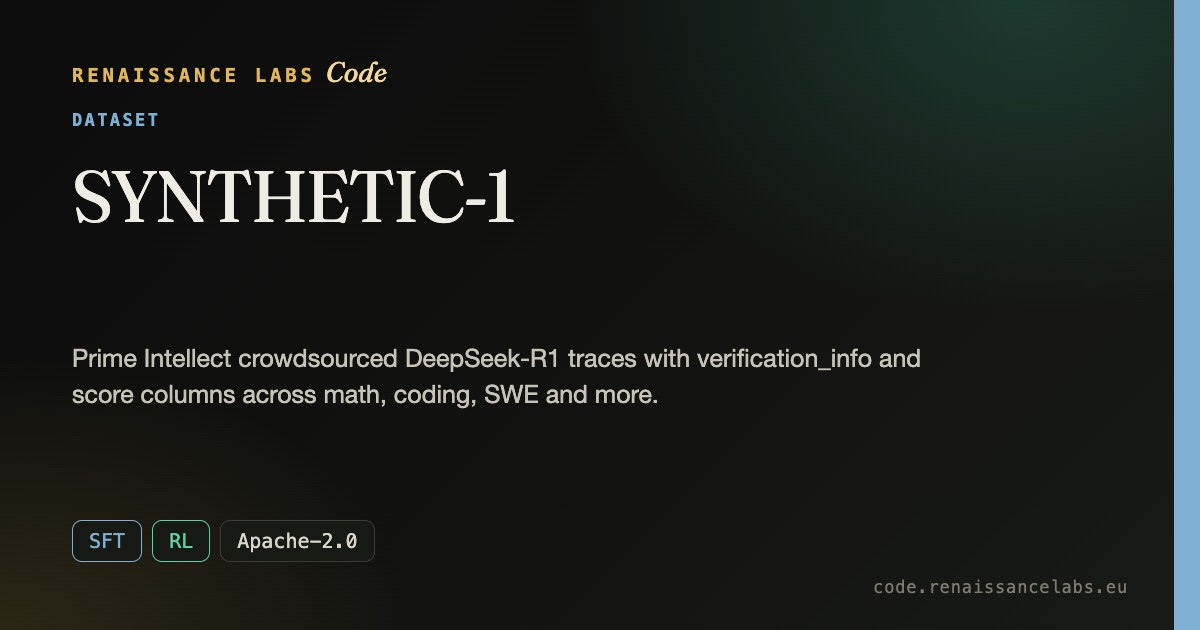 RENAISSANCE LABS Code
DATASET
SYNTHETIC-1
Prime Intellect crowdsourced DeepSeek-R1 traces with verification_info and
score columns across math, coding, SWE and more.
SFT RL Apache-2.0
code.renaissancelabs.eu